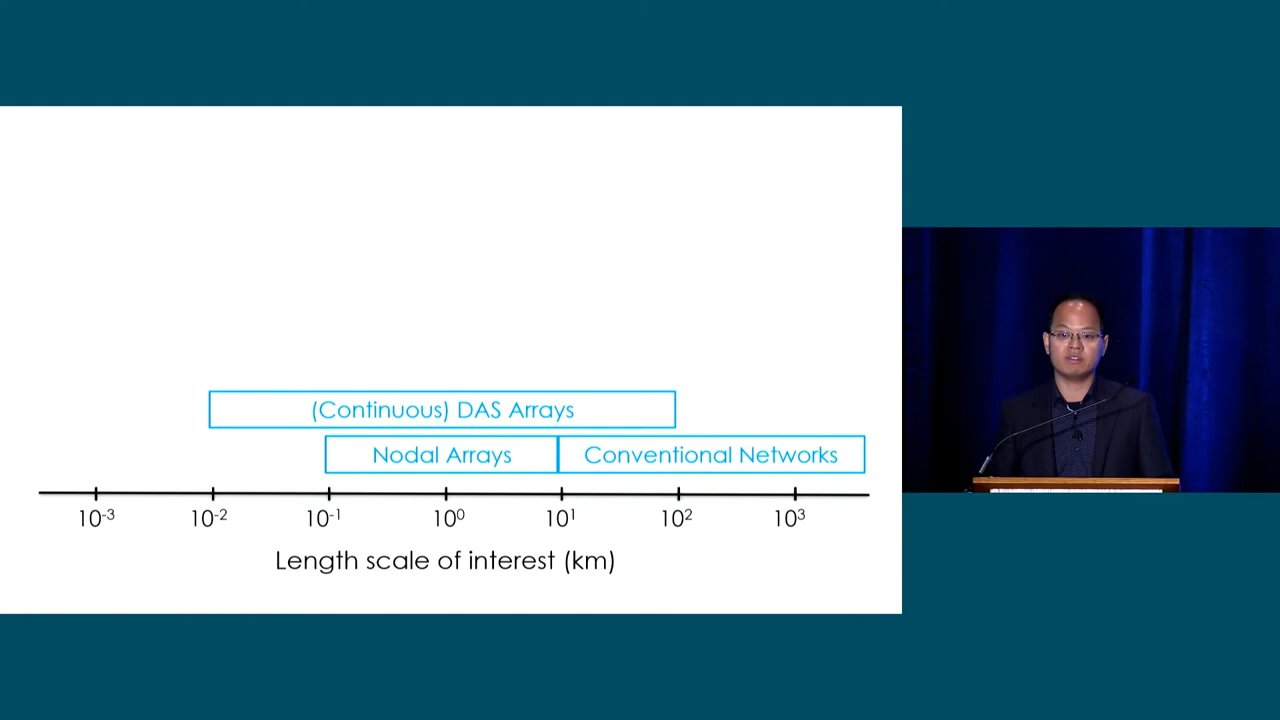 (Continuous) DAS Arrays
Nodal Arrays
Conventional Networks
10⁻³ 10⁻² 10⁻¹ 10⁰ 10¹ 10² 10³
Length scale of interest (km)